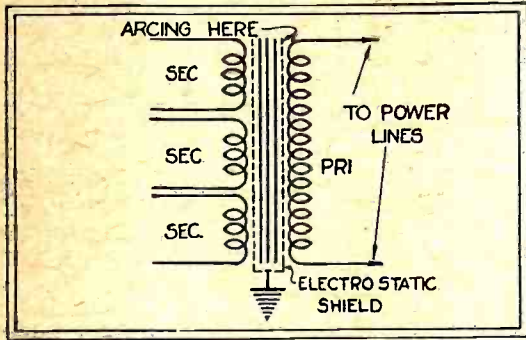 ARCING HERE
SEC
TO POWER
LINES
SEC.
PRI
SEC.
ELECTRO STATIC
SHIELD